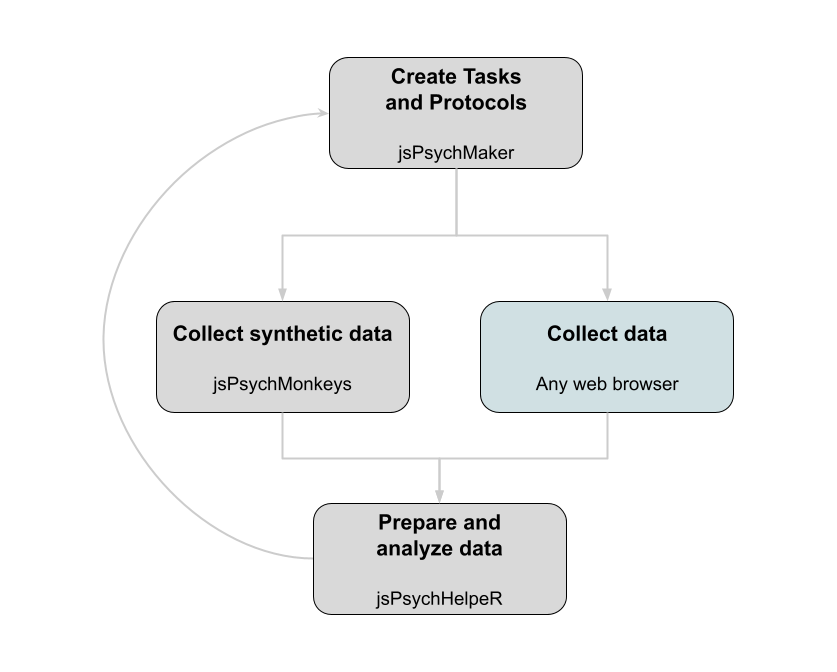 Create Tasks
and Protocols
jsPsychMaker
Collect synthetic data
jsPsychMonkeys
Collect data
Any web browser
Prepare and
analyze data
jsPsychHelpeR